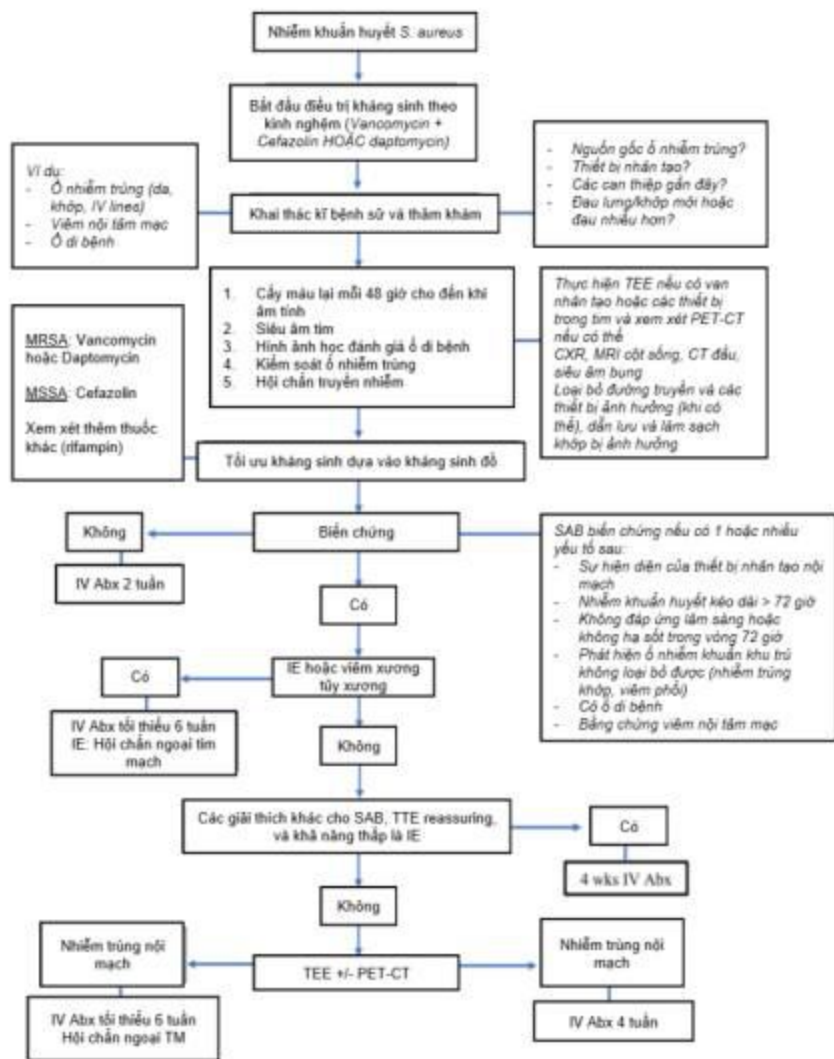 Nhiễm khuẩn huyết S. aureus
Bắt đầu điều trị kháng sinh theo
kinh nghệm (Vancomycin +
Cefazolin HOẶC daptomycin)
Ví dụ:
- Ổ nhiễm trùng (da,
khớp, IV lines)
- Viêm nội tâm mạc
- Ổ di bệnh
Khai thác kĩ bệnh sử và thăm khám
- Nguồn gốc ổ nhiễm trùng?
- Thiết bị nhân tạo?
- Các can thiệp gần đây?
- Đau lưng/khớp mới hoặc
đau nhiều hơn?
MRSA: Vancomycin
hoặc Daptomycin
MSSA: Cefazolin
Xem xét thêm thuốc
khác (rifampin)
1. Cấy máu lại mỗi 48 giờ cho đến khi
âm tính
2. Siêu âm tim
3. Hình ảnh học đánh giá ổ di bệnh
4. Kiểm soát ổ nhiễm trùng
5. Hội chẩn truyền nhiễm
Thực hiện TEE nếu có van
nhân tạo hoặc các thiết bị
trong tim và xem xét PET-CT
nếu có thể
CXR, MRI cột sống, CT đầu,
siêu âm bụng
Loại bỏ đường truyền và các
thiết bị ảnh hưởng (khi có
thể), dẫn lưu và làm sạch
khớp bị ảnh hưởng
Tối ưu kháng sinh dựa vào kháng sinh đồ
Không
Biến chứng
IV Abx 2 tuần
SAB biến chứng nếu có 1 hoặc nhiều
yếu tố sau:
- Sự hiện diện của thiết bị nhân tạo nội
mạch
- Nhiễm khuẩn huyết kéo dài > 72 giờ
- Không đáp ứng lâm sàng hoặc
không hạ sốt trong vòng 72 giờ
- Phát hiện ổ nhiễm khuẩn khu trú
không loại bỏ được (nhiễm trùng
khớp, viêm phổi)
- Có ổ di bệnh
- Bằng chứng viêm nội tâm mạc
Có
Có
IE hoặc viêm xương
tủy xương
IV Abx tối thiểu 6 tuần
IE: Hội chẩn ngoại tim
mạch
Không
Các giải thích khác cho SAB, TTE reassuring,
và khả năng thấp là IE
Có
4 wks IV Abx
Không
Nhiễm trùng nội
mạch
TEE +/- PET-CT
Nhiễm trùng nội
mạch
IV Abx tối thiểu 6 tuần
Hội chẩn ngoại TM
IV Abx 4 tuần